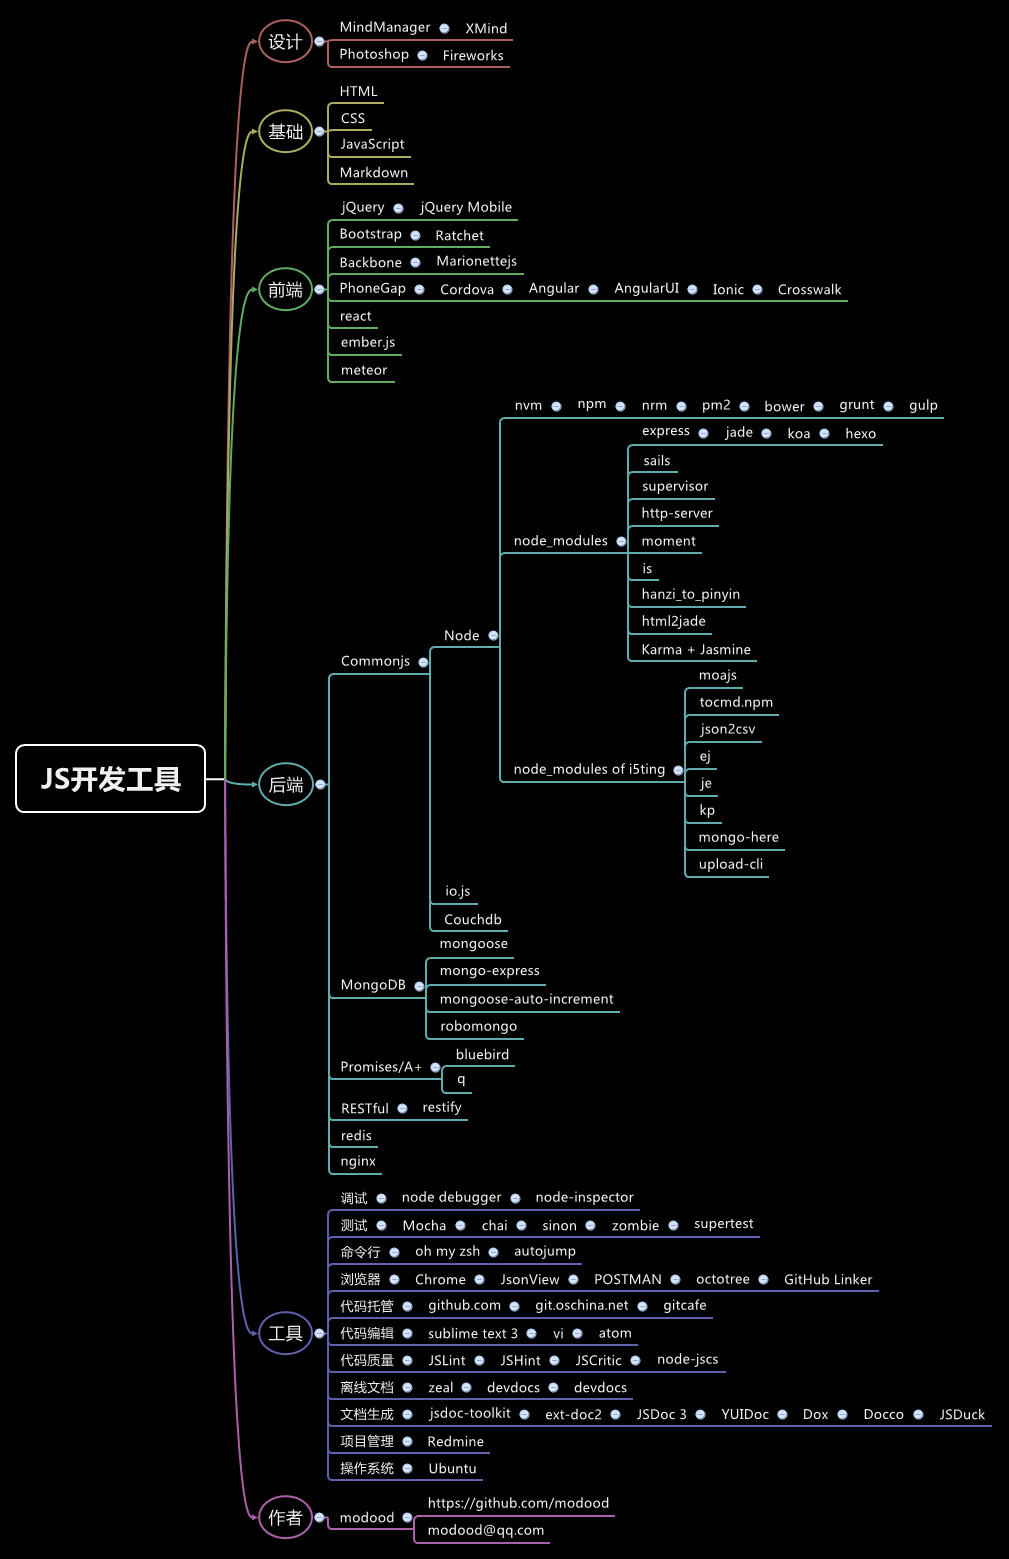 设计
MindManager XMind
Photoshop Fireworks
基础
HTML
CSS
JavaScript
Markdown
前端
jQuery jQuery Mobile
Bootstrap Ratchet
Backbone Marionettejs
PhoneGap Cordova Angular AngularUI Ionic Crosswalk
react
ember.js
meteor
JS开发工具
后端
Commonjs
Node
nvm npm nrm pm2 bower grunt gulp
node_modules
express jade koa hexo
sails
supervisor
http-server
moment
is
hanzi_to_pinyin
html2jade
Karma + Jasmine
node_modules of i5ting
moajs
tocmd.npm
json2csv
ej
je
kp
mongo-here
upload-cli
io.js
Couchdb
MongoDB
mongoose
mongo-express
mongoose-auto-increment
robomongo
Promises/A+
bluebird
q
RESTful restify
redis
nginx
工具
调试 node debugger node-inspector
测试 Mocha chai sinon zombie supertest
命令行 oh my zsh autojump
浏览器 Chrome JsonView POSTMAN octotree GitHub Linker
代码托管 github.com git.oschina.net gitcafe
代码编辑 sublime text 3 vi atom
代码质量 JSLint JSHint JSCritic node-jscs
离线文档 zeal devdocs devdocs
文档生成 jsdoc-toolkit ext-doc2 JSDoc 3 YUIDoc Dox Docco JSDuck
项目管理 Redmine
操作系统 Ubuntu
作者
modood
https://github.com/modood
modood@qq.com